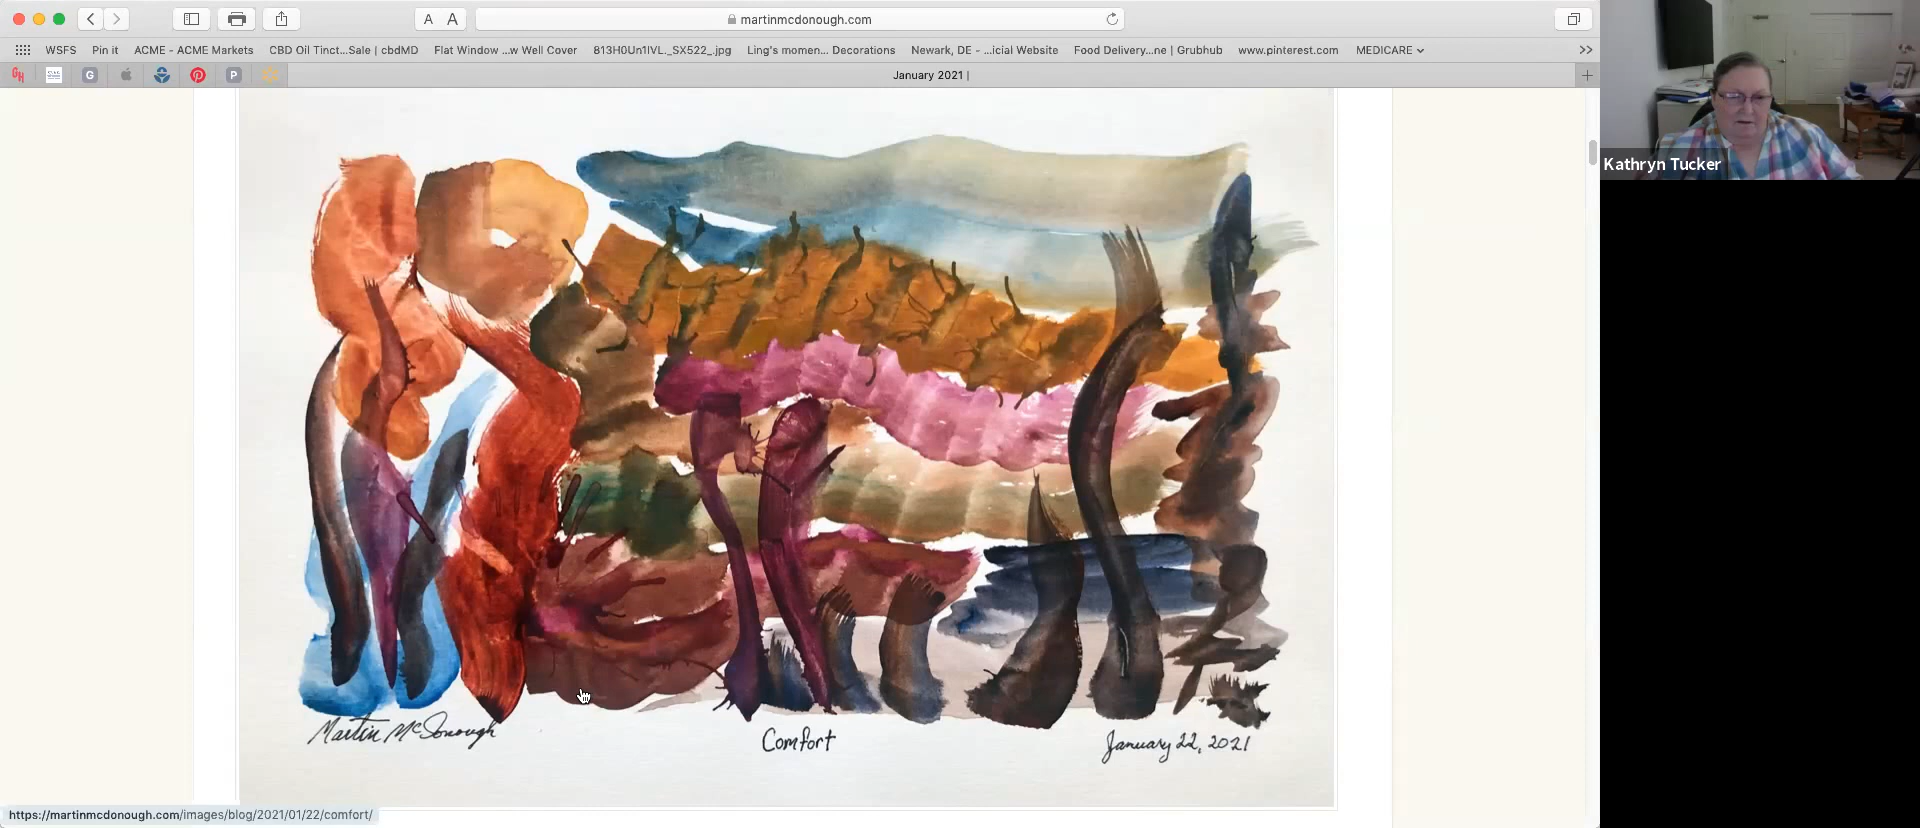 A A
martinmcdonough.com
WSFS Pin it ACME - ACME Markets CBD Oil Tinct...Sale | cbdMD Flat Window ...w Well Cover 813H0Un1IVL._SX522_.jpg Ling's momen... Decorations Newark, DE - ...icial Website Food Delivery...ne | Grubhub www.pinterest.com MEDICARE
GH G P January 2021 |
Kathryn Tucker
Martin McDonough Comfort January 22, 2021
https://martinmcdonough.com/images/blog/2021/01/22/comfort/